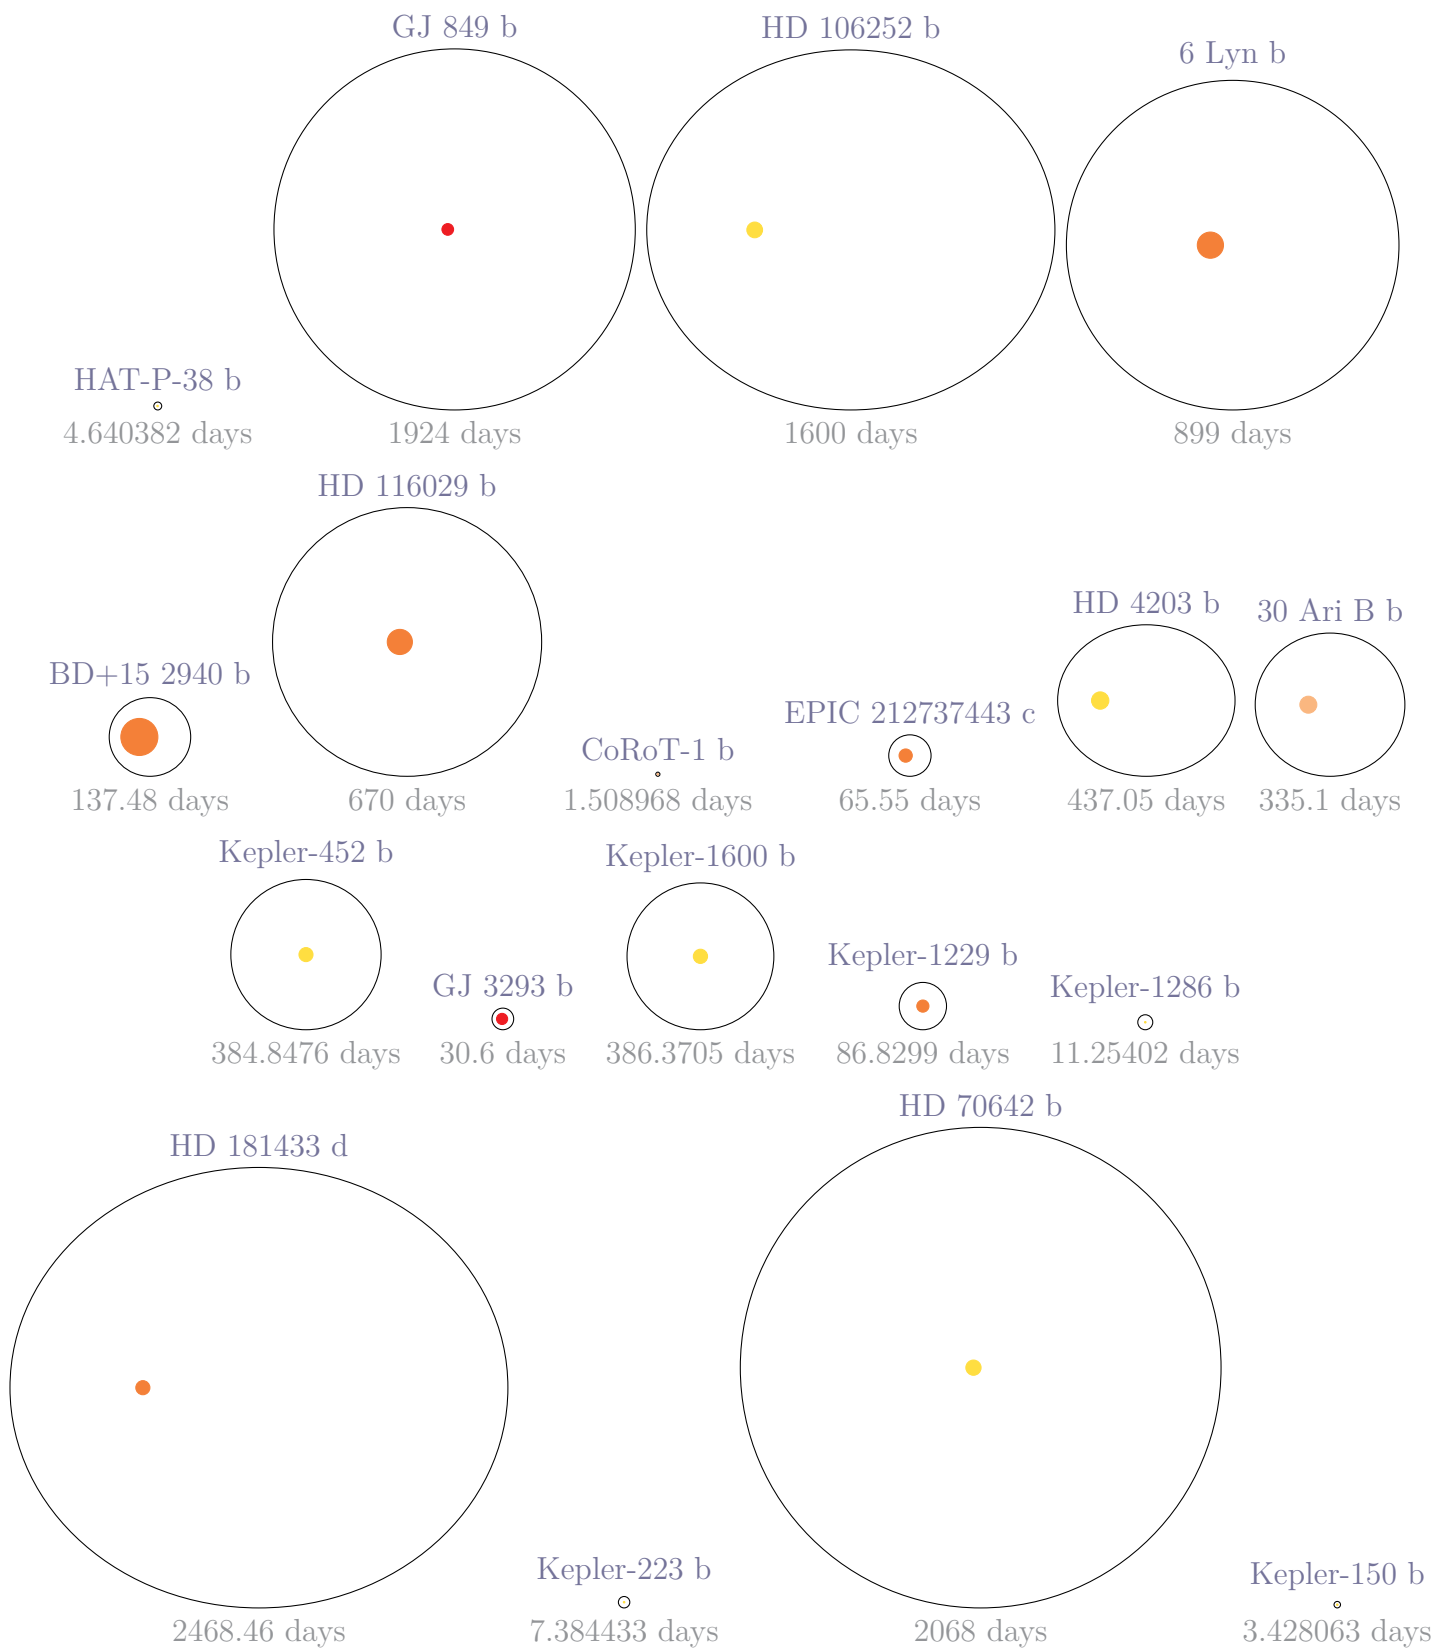 GJ 849 b
HD 106252 b
6 Lyn b
HAT-P-38 b
4.640382 days
1924 days
1600 days
899 days
HD 116029 b
HD 4203 b
30 Ari B b
BD+15 2940 b
EPIC 212737443 c
CoRoT-1 b
137.48 days
670 days
1.508968 days
65.55 days
437.05 days
335.1 days
Kepler-452 b
Kepler-1600 b
Kepler-1229 b
GJ 3293 b
Kepler-1286 b
384.8476 days
30.6 days
386.3705 days
86.8299 days
11.25402 days
HD 70642 b
HD 181433 d
Kepler-223 b
Kepler-150 b
2468.46 days
7.384433 days
2068 days
3.428063 days